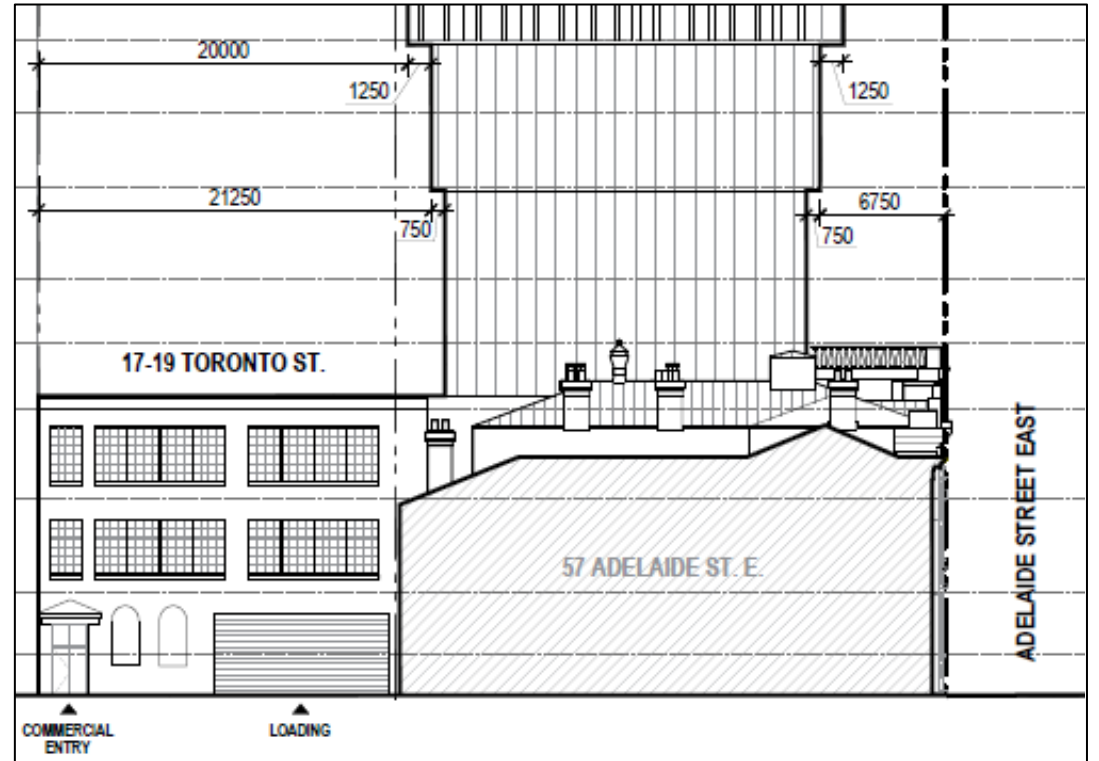 20000
1250
1250
21250
750
6750
750
17-19 TORONTO ST.
57 ADELAIDE ST. E.
ADELAIDE STREET EAST
COMMERCIAL
ENTRY
LOADING